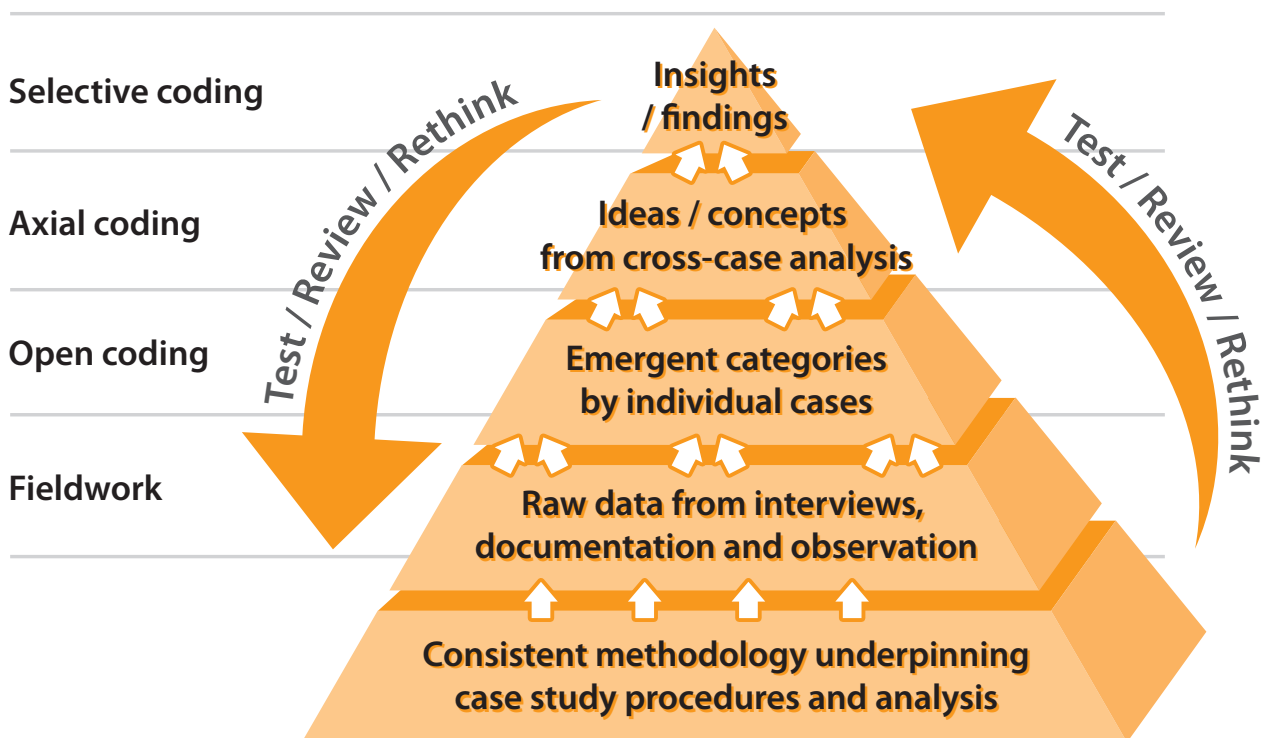 Selective coding
Insights
/ findings
Test / Review / Rethink
Test / Review / Rethink
Axial coding
Ideas / concepts
from cross-case analysis
Open coding
Emergent categories
by individual cases
Fieldwork
Raw data from interviews,
documentation and observation
Consistent methodology underpinning
case study procedures and analysis